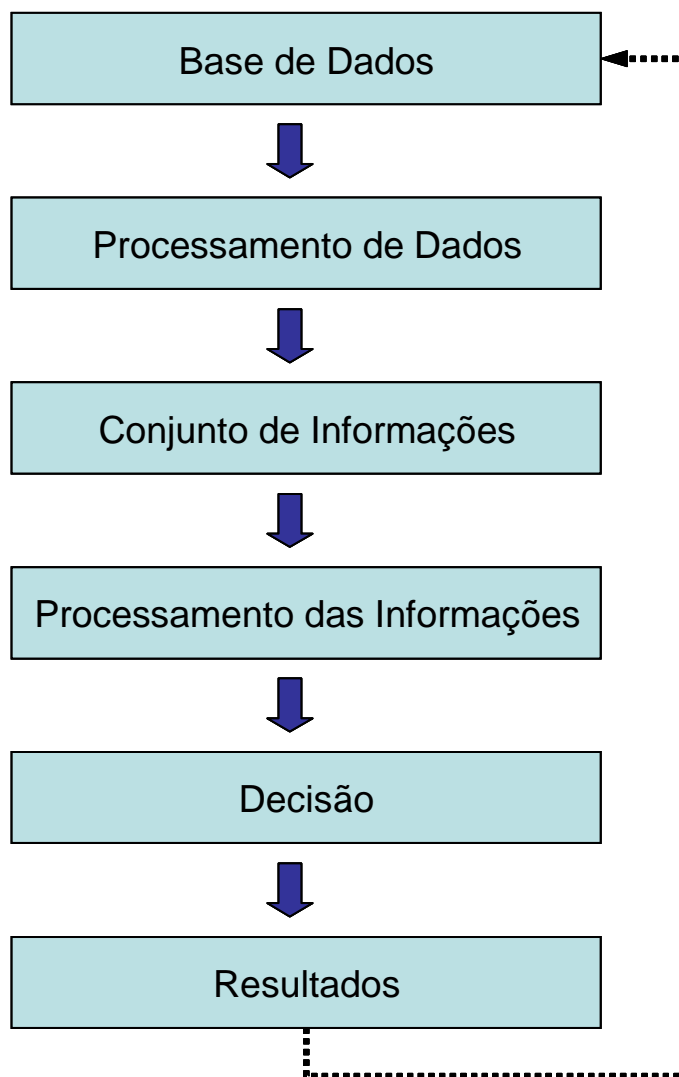 Base de Dados
Processamento de Dados
Conjunto de Informações
Processamento das Informações
Decisão
Resultados